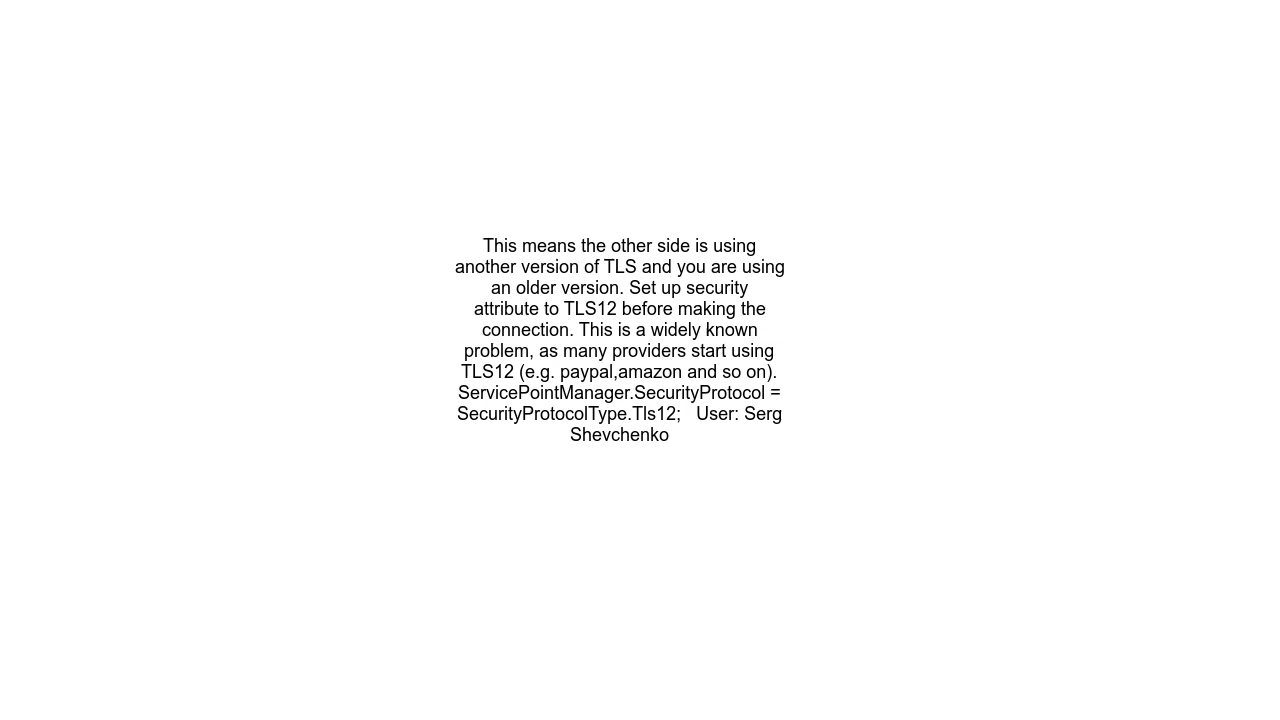 This means the other side is using
another version of TLS and you are using
an older version. Set up security
attribute to TLS12 before making the
connection. This is a widely known
problem, as many providers start using
TLS12 (e.g. paypal,amazon and so on).
ServicePointManager.SecurityProtocol =
SecurityProtocolType.Tls12;   User: Serg
Shevchenko